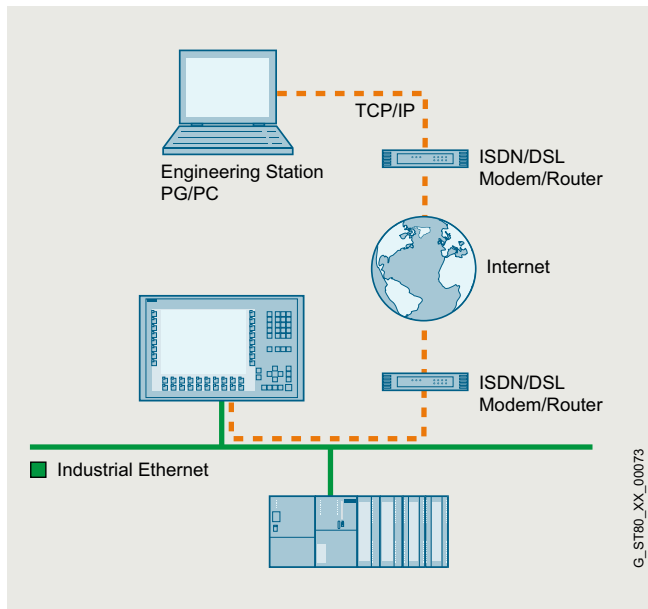 TCP/IP
Engineering Station
PG/PC
ISDN/DSL
Modem/Router
Internet
ISDN/DSL
Modem/Router
Industrial Ethernet
G_ST80_XX_00073